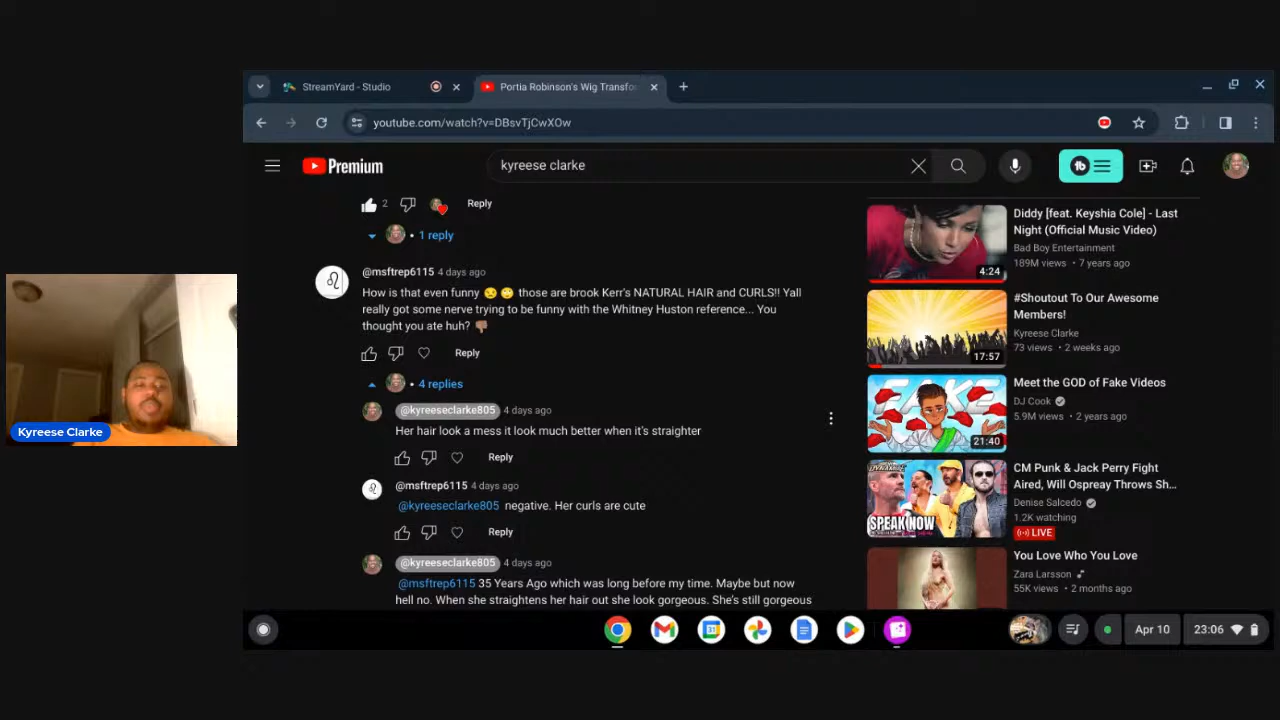 StreamYard - Studio
Portia Robinson's Wig Transfo
youtube.com/watch?v=DBsvTjCwXOw
Premium
kyreese clarke
2
Reply
1 reply
@msftrep6115 4 days ago
How is that even funny 😒 🙄 those are brook Kerr's NATURAL HAIR and CURLS!! Yall
really got some nerve trying to be funny with the Whitney Huston reference... You
thought you ate huh? 👎🏾
Reply
4 replies
@kyreeseclarke805 4 days ago
Her hair look a mess it look much better when it's straighter
Reply
@msftrep6115 4 days ago
@kyreeseclarke805 negative. Her curls are cute
Reply
@kyreeseclarke805 4 days ago
@msftrep6115 35 Years Ago which was long before my time. Maybe but now
hell no. When she straightens her hair out she look gorgeous. She's still gorgeous
Diddy [feat. Keyshia Cole] - Last
Night (Official Music Video)
Bad Boy Entertainment
189M views • 7 years ago
4:24
#Shoutout To Our Awesome
Members!
Kyreese Clarke
73 views • 2 weeks ago
17:57
Meet the GOD of Fake Videos
DJ Cook
5.9M views • 2 years ago
FAKE
21:40
CM Punk & Jack Perry Fight
Aired, Will Ospreay Throws Sh...
Denise Salcedo
1.2K watching
LIVE
SPEAK NOW
You Love Who You Love
Zara Larsson
55K views • 2 months ago
Kyreese Clarke
Apr 10
23:06